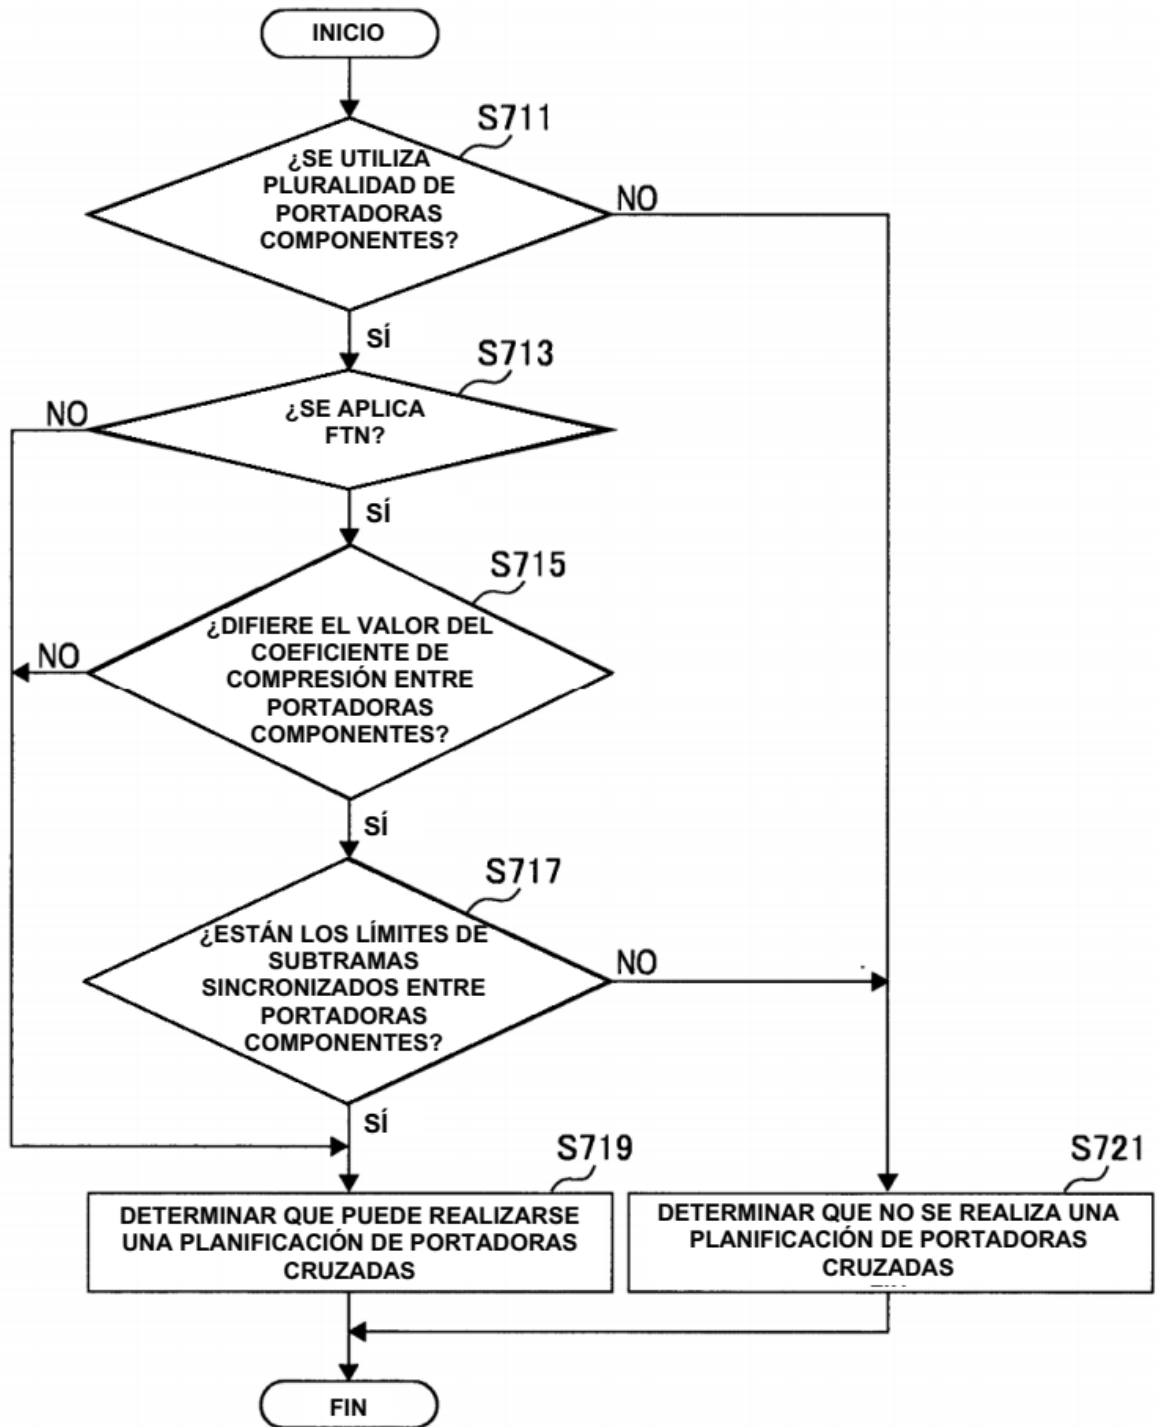 INICIO
S711
¿SE UTILIZA
PLURALIDAD DE
PORTADORAS
COMPONENTES?
NO
SÍ
S713
¿SE APLICA
FTN?
NO
SÍ
S715
¿DIFIERE EL VALOR DEL
COEFICIENTE DE
COMPRESIÓN ENTRE
PORTADORAS
COMPONENTES?
NO
SÍ
S717
¿ESTÁN LOS LÍMITES DE
SUBTRAMAS
SINCRONIZADOS ENTRE
PORTADORAS
COMPONENTES?
NO
SÍ
S719
DETERMINAR QUE PUEDE REALIZARSE
UNA PLANIFICACIÓN DE PORTADORAS
CRUZADAS
S721
DETERMINAR QUE NO SE REALIZA UNA
PLANIFICACIÓN DE PORTADORAS
CRUZADAS
FIN